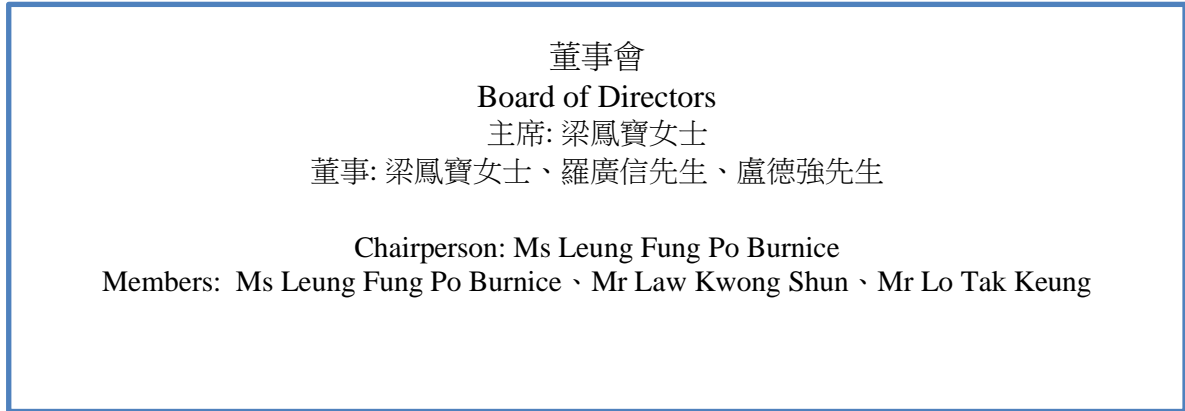 董事會
Board of Directors
主席: 梁鳳寶女士
董事: 梁鳳寶女士、羅廣信先生、盧德強先生
Chairperson: Ms Leung Fung Po Burnice
Members: Ms Leung Fung Po Burnice、Mr Law Kwong Shun、Mr Lo Tak Keung